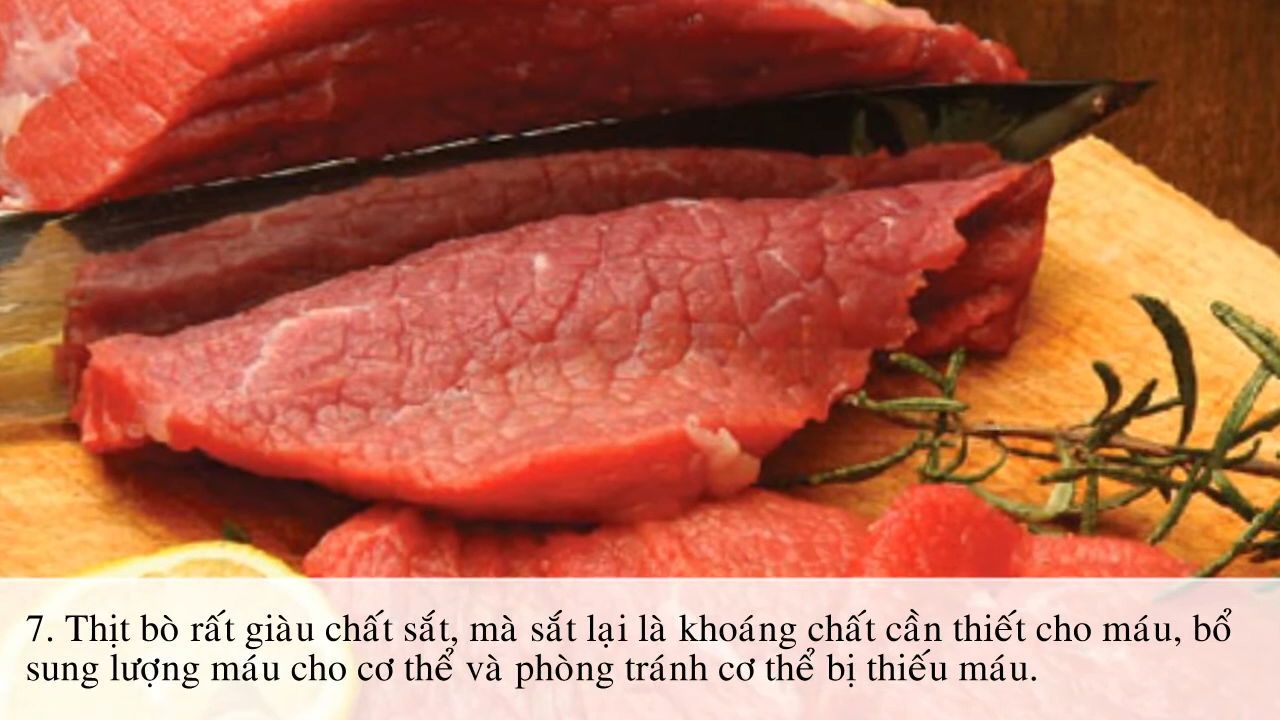 7. Thịt bò rất giàu chất sắt, mà sắt lại là khoáng chất cần thiết cho máu, bổ
sung lượng máu cho cơ thể và phòng tránh cơ thể bị thiếu máu.